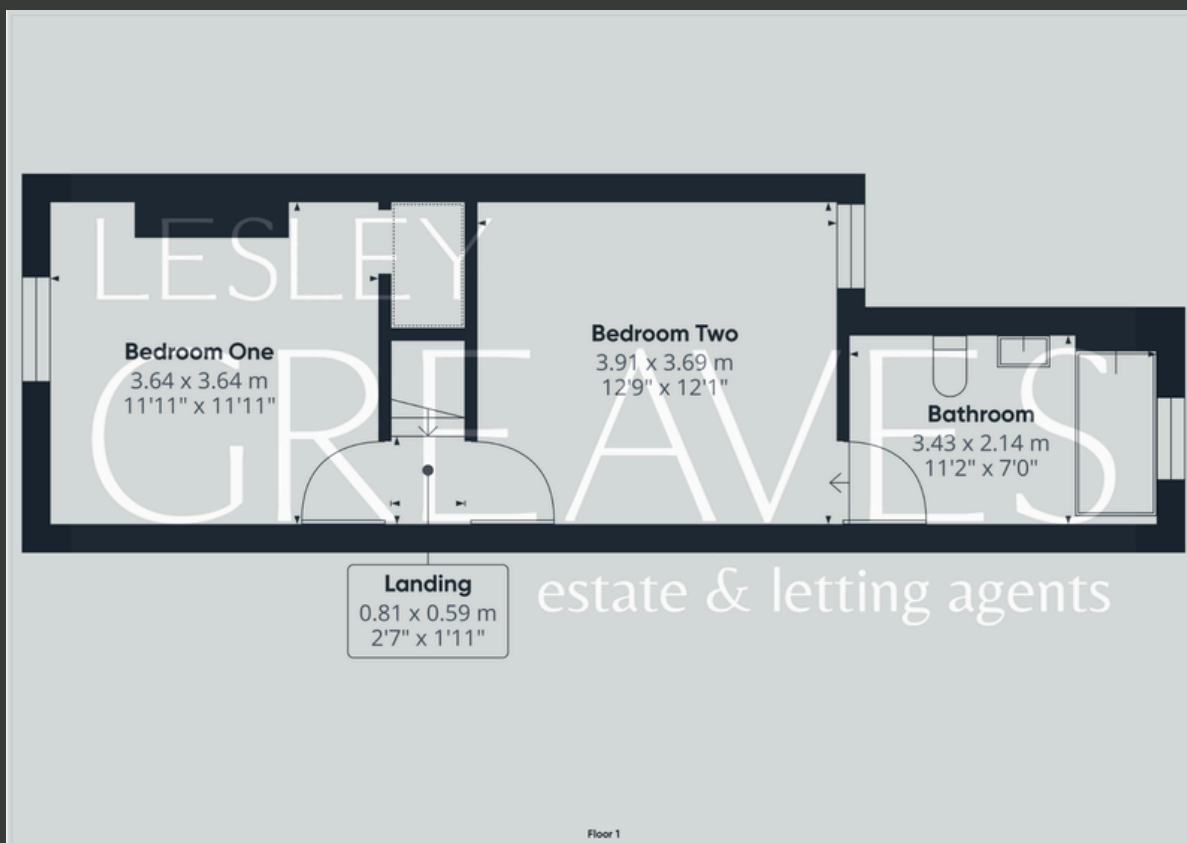 LESLEY
GREAVES
estate & letting agents
Bedroom One
3.64 x 3.64 m
11'11" x 11'11"
Bedroom Two
3.91 x 3.69 m
12'9" x 12'1"
Bathroom
3.43 x 2.14 m
11'2" x 7'0"
Landing
0.81 x 0.59 m
2'7" x 1'11"
Floor 1